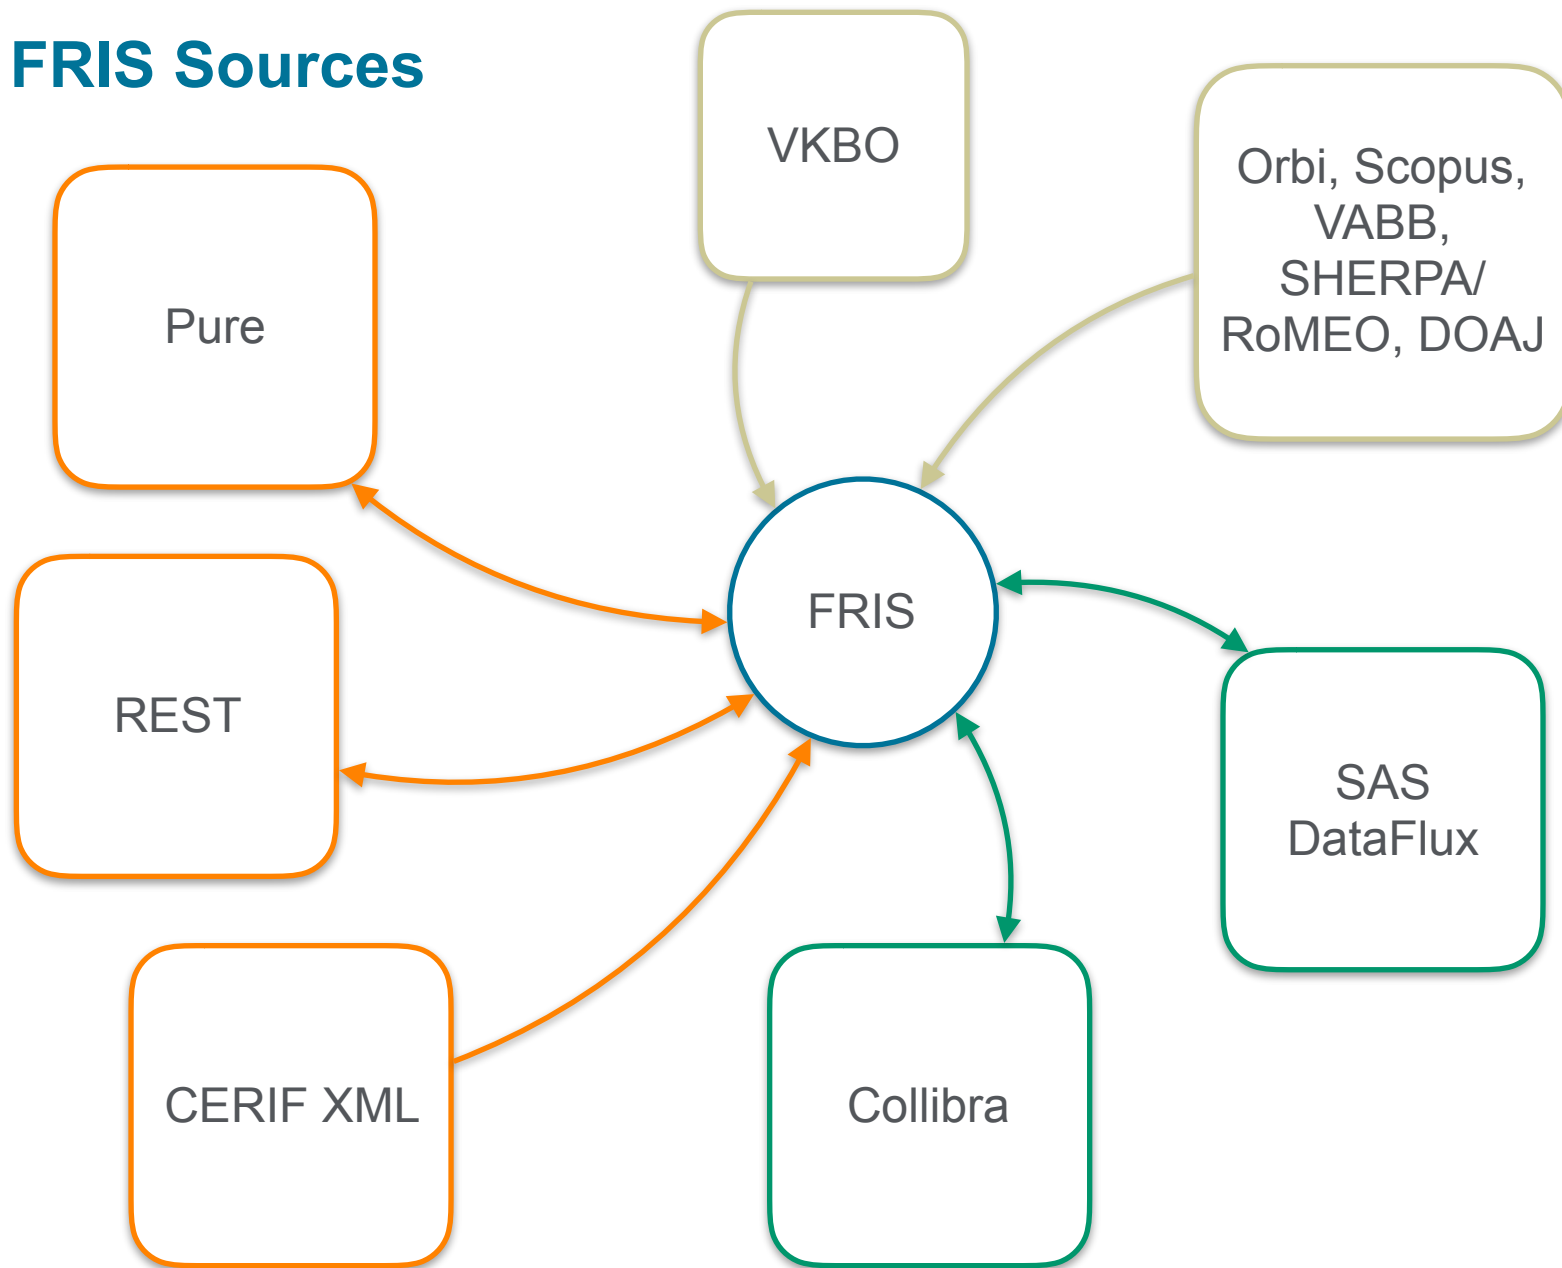 FRIS Sources
VKBO
Orbi, Scopus,
VABB,
SHERPA/
RoMEO, DOAJ
Pure
FRIS
REST
SAS
DataFlux
CERIF XML
Collibra